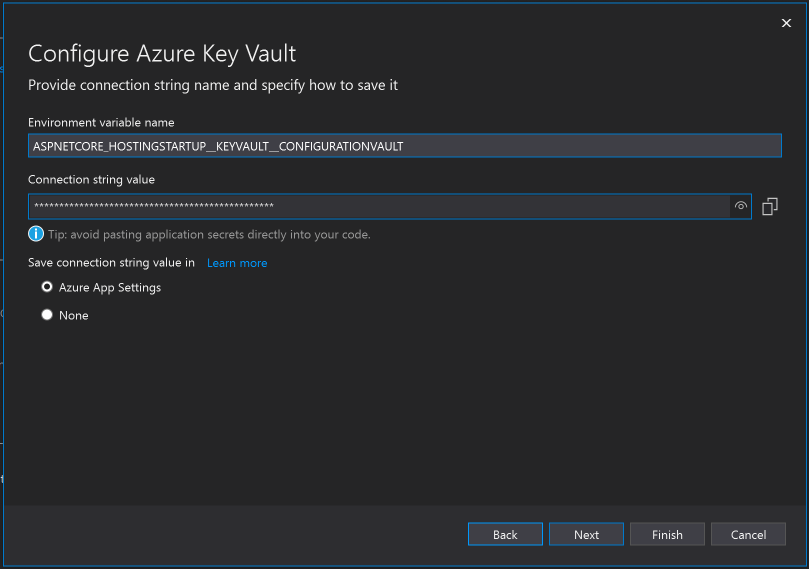 Configure Azure Key Vault
Provide connection string name and specify how to save it
Environment variable name
ASPNETCORE_HOSTINGSTARTUP__KEYVAULT__CONFIGURATIONVAULT
Connection string value
************************************************
Tip: avoid pasting application secrets directly into your code.
Save connection string value in Learn more
Azure App Settings
None
Back Next Finish Cancel